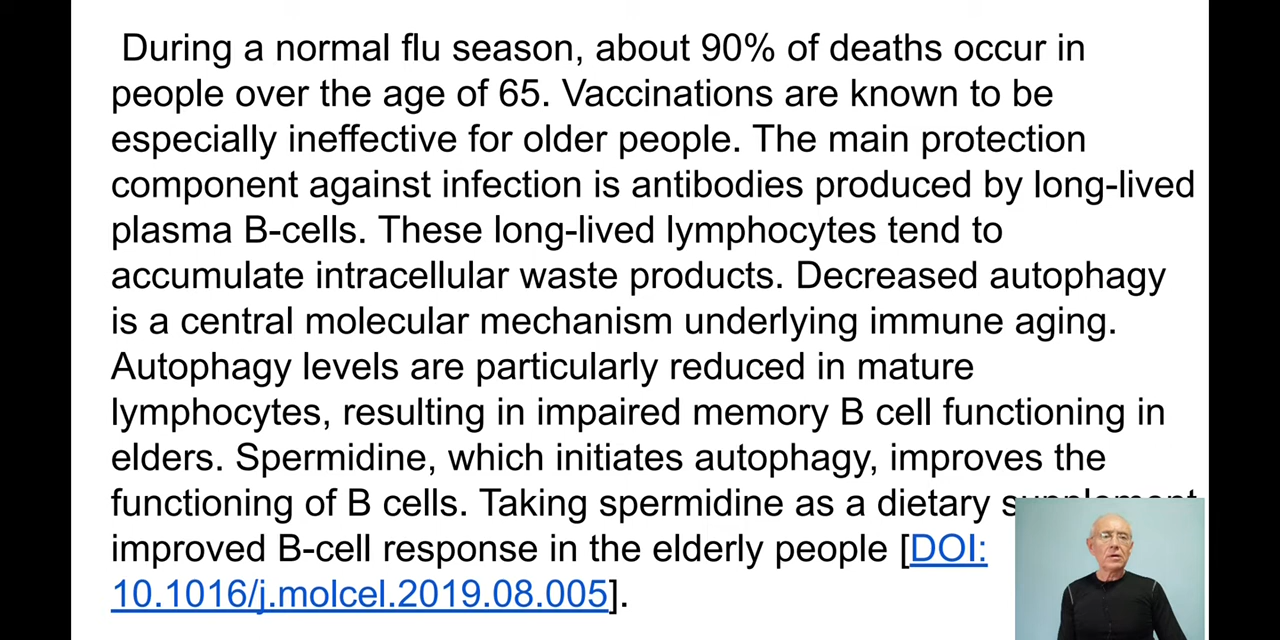 During a normal flu season, about 90% of deaths occur in
people over the age of 65. Vaccinations are known to be
especially ineffective for older people. The main protection
component against infection is antibodies produced by long-lived
plasma B-cells. These long-lived lymphocytes tend to
accumulate intracellular waste products. Decreased autophagy
is a central molecular mechanism underlying immune aging.
Autophagy levels are particularly reduced in mature
lymphocytes, resulting in impaired memory B cell functioning in
elders. Spermidine, which initiates autophagy, improves the
functioning of B cells. Taking spermidine as a dietary supplement
improved B-cell response in the elderly people [DOI:
10.1016/j.molcel.2019.08.005].